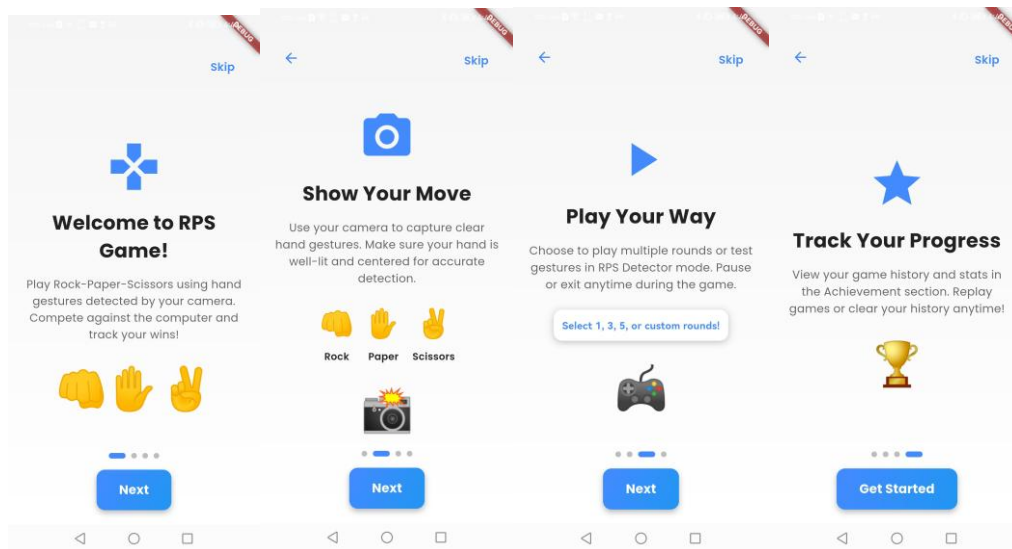 Skip
Welcome to RPS
Game!
Play Rock-Paper-Scissors using hand
gestures detected by your camera.
Compete against the computer and
track your wins!
Next
Skip
Show Your Move
Use your camera to capture clear
hand gestures. Make sure your hand is
well-lit and centered for accurate
detection.
Rock Paper Scissors
Next
Skip
Play Your Way
Choose to play multiple rounds or test
gestures in RPS Detector mode. Pause
or exit anytime during the game.
Select 1, 3, 5, or custom rounds!
Next
Skip
Track Your Progress
View your game history and stats in
the Achievement section. Replay
games or clear your history anytime!
Get Started